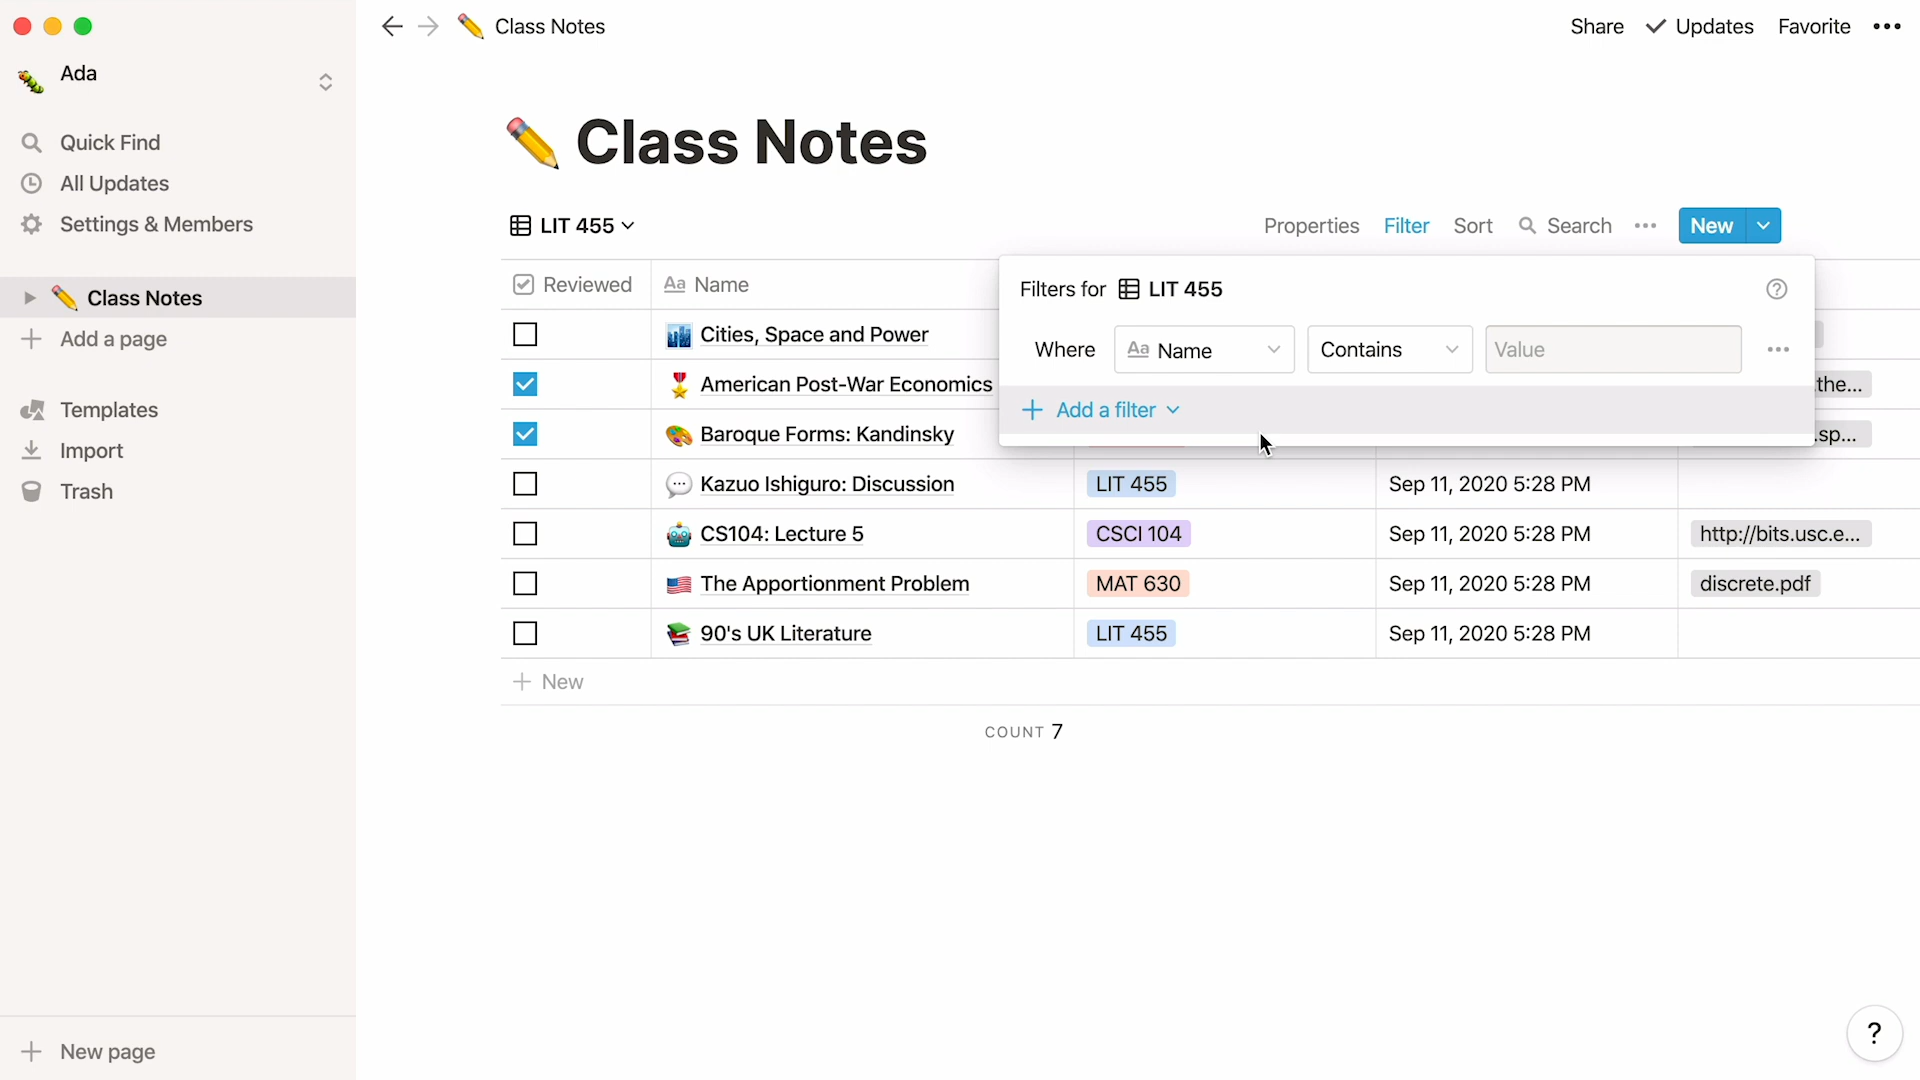 Class Notes
Share
Updates
Favorite
Ada
Quick Find
All Updates
Settings & Members
Class Notes
Add a page
Templates
Import
Trash
New page
Class Notes
LIT 455
Properties
Filter
Sort
Search
New
Reviewed
Aa Name
Filters for LIT 455
Where
Aa Name
Contains
Value
Add a filter
Cities, Space and Power
American Post-War Economics
the...
Baroque Forms: Kandinsky
.sp...
Kazuo Ishiguro: Discussion LIT 455 Sep 11, 2020 5:28 PM
CS104: Lecture 5 CSCI 104 Sep 11, 2020 5:28 PM http://bits.usc.e...
The Apportionment Problem MAT 630 Sep 11, 2020 5:28 PM discrete.pdf
90's UK Literature LIT 455 Sep 11, 2020 5:28 PM
New
COUNT 7
?